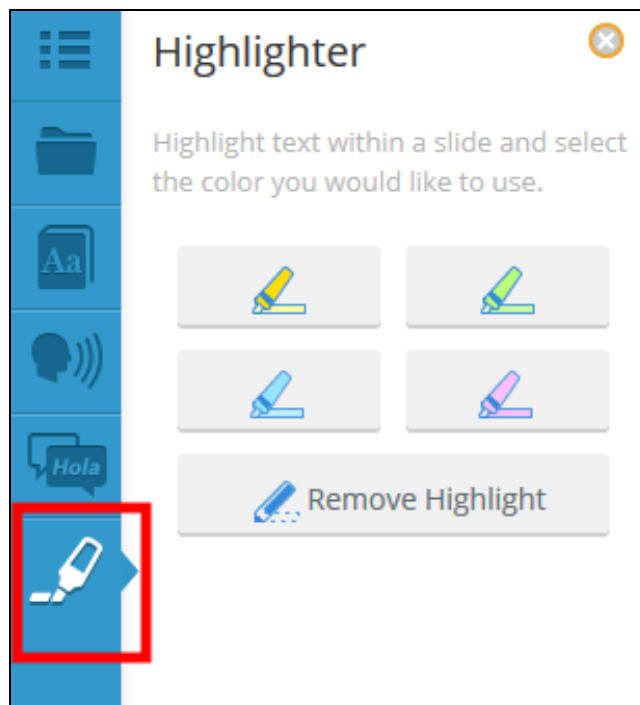 Highlighter
Highlight text within a slide and select
the color you would like to use.
Aa
Hola
Remove Highlight